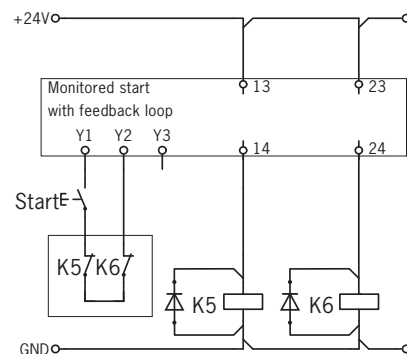 +24V
Monitored start 13 23
with feedback loop
Y1 Y2 Y3
14 24
Start
K5 K6 K5 K6
GND